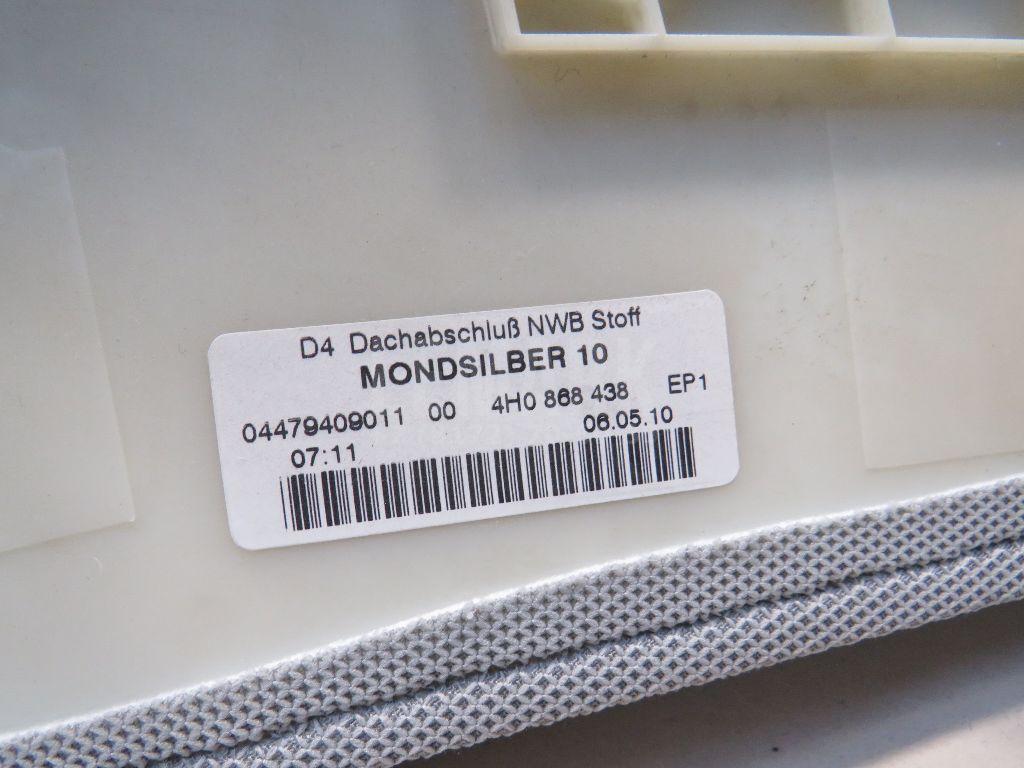 D4 Dachabschluß NWB Stoff
MONDSILBER 10
04479409011 00 4H0 868 438 EP1
07:11 06.05.10